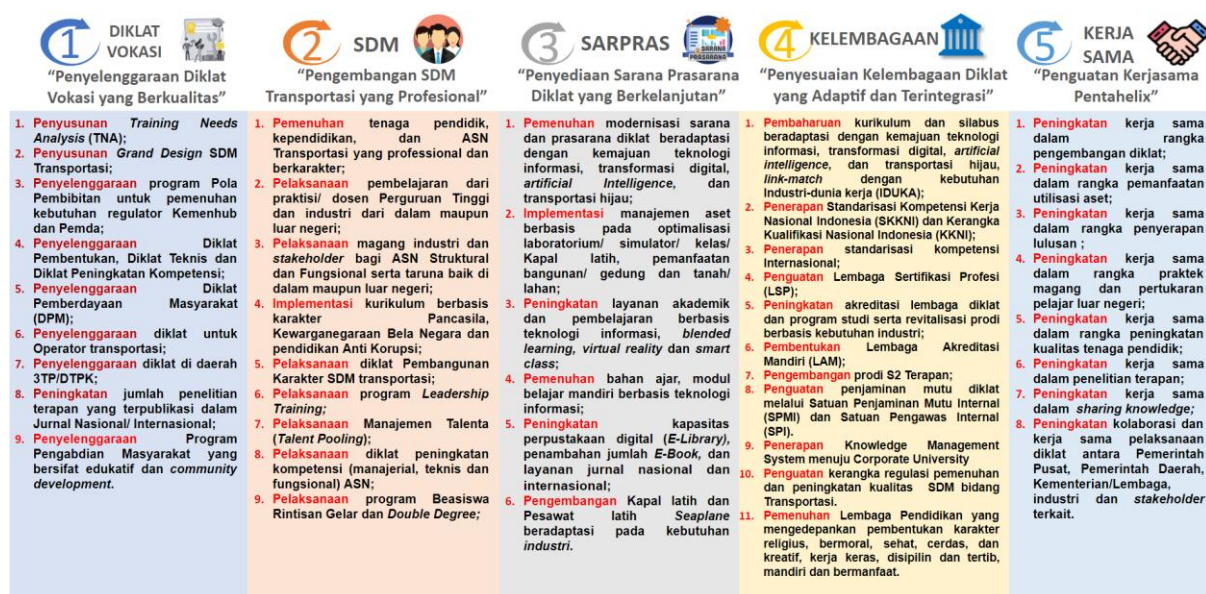 1
DIKLAT
VOKASI
"Penyelenggaraan Diklat
Vokasi yang Berkualitas"
1. Penyusunan Training Needs
Analysis (TNA);
2. Penyusunan Grand Design SDM
Transportasi;
3. Penyelenggaraan program Pola
Pembibitan untuk pemenuhan
kebutuhan regulator Kemenhub
dan Pemda;
4. Penyelenggaraan Diklat
Pembentukan, Diklat Teknis dan
Diklat Peningkatan Kompetensi;
5. Penyelenggaraan Diklat
Pemberdayaan Masyarakat
(DPM);
6. Penyelenggaraan diklat untuk
Operator transportasi;
7. Penyelenggaraan diklat di daerah
3TP/DTPK;
8. Peningkatan jumlah penelitian
terapan yang terpublikasi dalam
Jurnal Nasional/ Internasional;
9. Penyelenggaraan Program
Pengabdian Masyarakat yang
bersifat edukatif dan community
development.
2
SDM
"Pengembangan SDM
Transportasi yang Profesional"
1. Pemenuhan tenaga pendidik,
kependidikan, dan ASN
Transportasi yang professional dan
berkarakter;
2. Pelaksanaan pembelajaran dari
praktisi/ dosen Perguruan Tinggi
dan industri dari dalam maupun
luar negeri;
3. Pelaksanaan magang industri dan
stakeholder bagi ASN Struktural
dan Fungsional serta taruna baik di
dalam maupun luar negeri;
4. Implementasi kurikulum berbasis
karakter Pancasila,
Kewarganegaraan Bela Negara dan
pendidikan Anti Korupsi;
5. Pelaksanaan diklat Pembangunan
Karakter SDM transportasi;
6. Pelaksanaan program Leadership
Training;
7. Pelaksanaan Manajemen Talenta
(Talent Pooling);
8. Pelaksanaan diklat peningkatan
kompetensi (manajerial, teknis dan
fungsional) ASN;
9. Pelaksanaan program Beasiswa
Rintisan Gelar dan Double Degree;
3
SARPRAS
SARANA
PRASARANA
"Penyediaan Sarana Prasarana
Diklat yang Berkelanjutan"
1. Pemenuhan modernisasi sarana
dan prasarana diklat beradaptasi
dengan kemajuan teknologi
informasi, transformasi digital,
artificial Intelligence, dan
transportasi hijau;
2. Implementasi manajemen aset
berbasis pada optimalisasi
laboratorium/ simulator/ kelas/
Kapal latih, pemanfaatan
bangunan/ gedung dan tanah/
lahan;
3. Peningkatan layanan akademik
dan pembelajaran berbasis
teknologi informasi, blended
learning, virtual reality dan smart
class;
4. Pemenuhan bahan ajar, modul
belajar mandiri berbasis teknologi
informasi;
5. Peningkatan kapasitas
perpustakaan digital (E-Library),
penambahan jumlah E-Book, dan
layanan jurnal nasional dan
internasional;
6. Pengembangan Kapal latih dan
Pesawat latih Seaplane
beradaptasi pada kebutuhan
industri.
4
KELEMBAGAAN
"Penyesuaian Kelembagaan Diklat
yang Adaptif dan Terintegrasi"
1. Pembaharuan kurikulum dan silabus
beradaptasi dengan kemajuan teknologi
informasi, transformasi digital, artificial
intelligence, dan transportasi hijau,
link-match dengan kebutuhan
Industri-dunia kerja (IDUKA);
2. Penerapan Standarisasi Kompetensi Kerja
Nasional Indonesia (SKKNI) dan Kerangka
Kualifikasi Nasional Indonesia (KKNI);
3. Penerapan standarisasi kompetensi
Internasional;
4. Penguatan Lembaga Sertifikasi Profesi
(LSP);
5. Peningkatan akreditasi lembaga diklat
dan program studi serta revitalisasi prodi
berbasis kebutuhan industri;
6. Pembentukan Lembaga Akreditasi
Mandiri (LAM);
7. Pengembangan prodi S2 Terapan;
8. Penguatan penjaminan mutu diklat
melalui Satuan Penjaminan Mutu Internal
(SPMI) dan Satuan Pengawas Internal
(SPI).
9. Penerapan Knowledge Management
System menuju Corporate University
10. Penguatan kerangka regulasi pemenuhan
dan peningkatan kualitas SDM bidang
Transportasi.
11. Pemenuhan Lembaga Pendidikan yang
mengedepankan pembentukan karakter
religius, bermoral, sehat, cerdas, dan
kreatif, kerja keras, disipilin dan tertib,
mandiri dan bermanfaat.
5
KERJA
SAMA
"Penguatan Kerjasama
Pentahelix"
1. Peningkatan kerja sama
dalam rangka
pengembangan diklat;
2. Peningkatan kerja sama
dalam rangka pemanfaatan
utilisasi aset;
3. Peningkatan kerja sama
dalam rangka penyerapan
lulusan ;
4. Peningkatan kerja sama
dalam rangka praktek
magang dan pertukaran
pelajar luar negeri;
5. Peningkatan kerja sama
dalam rangka peningkatan
kualitas tenaga pendidik;
6. Peningkatan kerja sama
dalam penelitian terapan;
7. Peningkatan kerja sama
dalam sharing knowledge;
8. Peningkatan kolaborasi dan
kerja sama pelaksanaan
diklat antara Pemerintah
Pusat, Pemerintah Daerah,
Kementerian/Lembaga,
industri dan stakeholder
terkait.